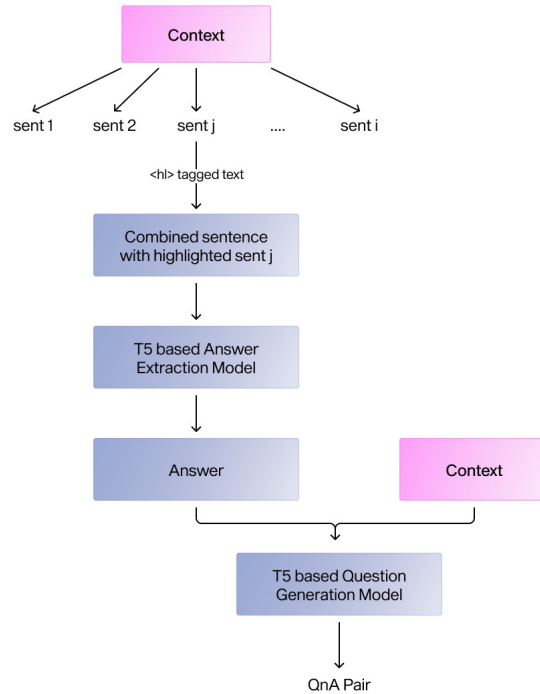 Context
sent 1
sent 2
sent j
....
sent i
<hl> tagged text
Combined sentence
with highlighted sent j
T5 based Answer
Extraction Model
Answer
Context
T5 based Question
Generation Model
QnA Pair